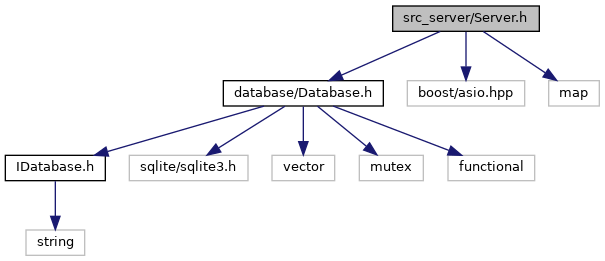 src_server/Server.h
database/Database.h
boost/asio.hpp
map
IDatabase.h
sqlite/sqlite3.h
vector
mutex
functional
string